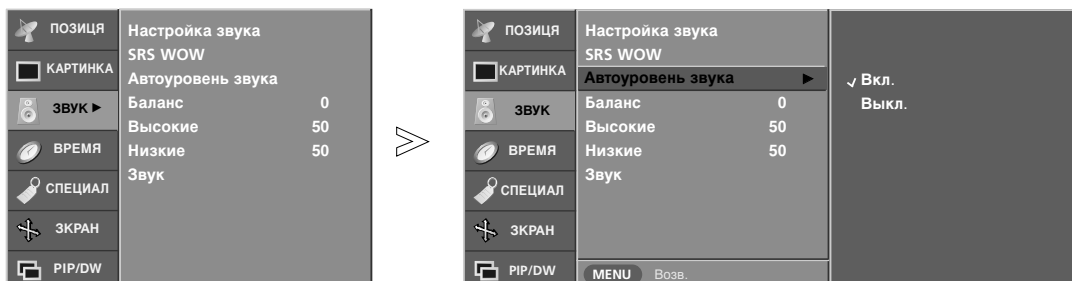 ПОЗИЦЯ
КАРТИНКА
ЗВУК ►
ВРЕМЯ
СПЕЦИАЛ
ЗКРАН
PIP/DW
Настройка звука
SRS WOW
Автоуровень звука
Баланс 0
Высокие 50
Низкие 50
Звук
ПОЗИЦЯ
КАРТИНКА
ЗВУК
ВРЕМЯ
СПЕЦИАЛ
ЗКРАН
PIP/DW
Настройка звука
SRS WOW
Автоуровень звука ►
Баланс 0
Высокие 50
Низкие 50
Звук
MENU Возв.
✓ Вкл.
Выкл.